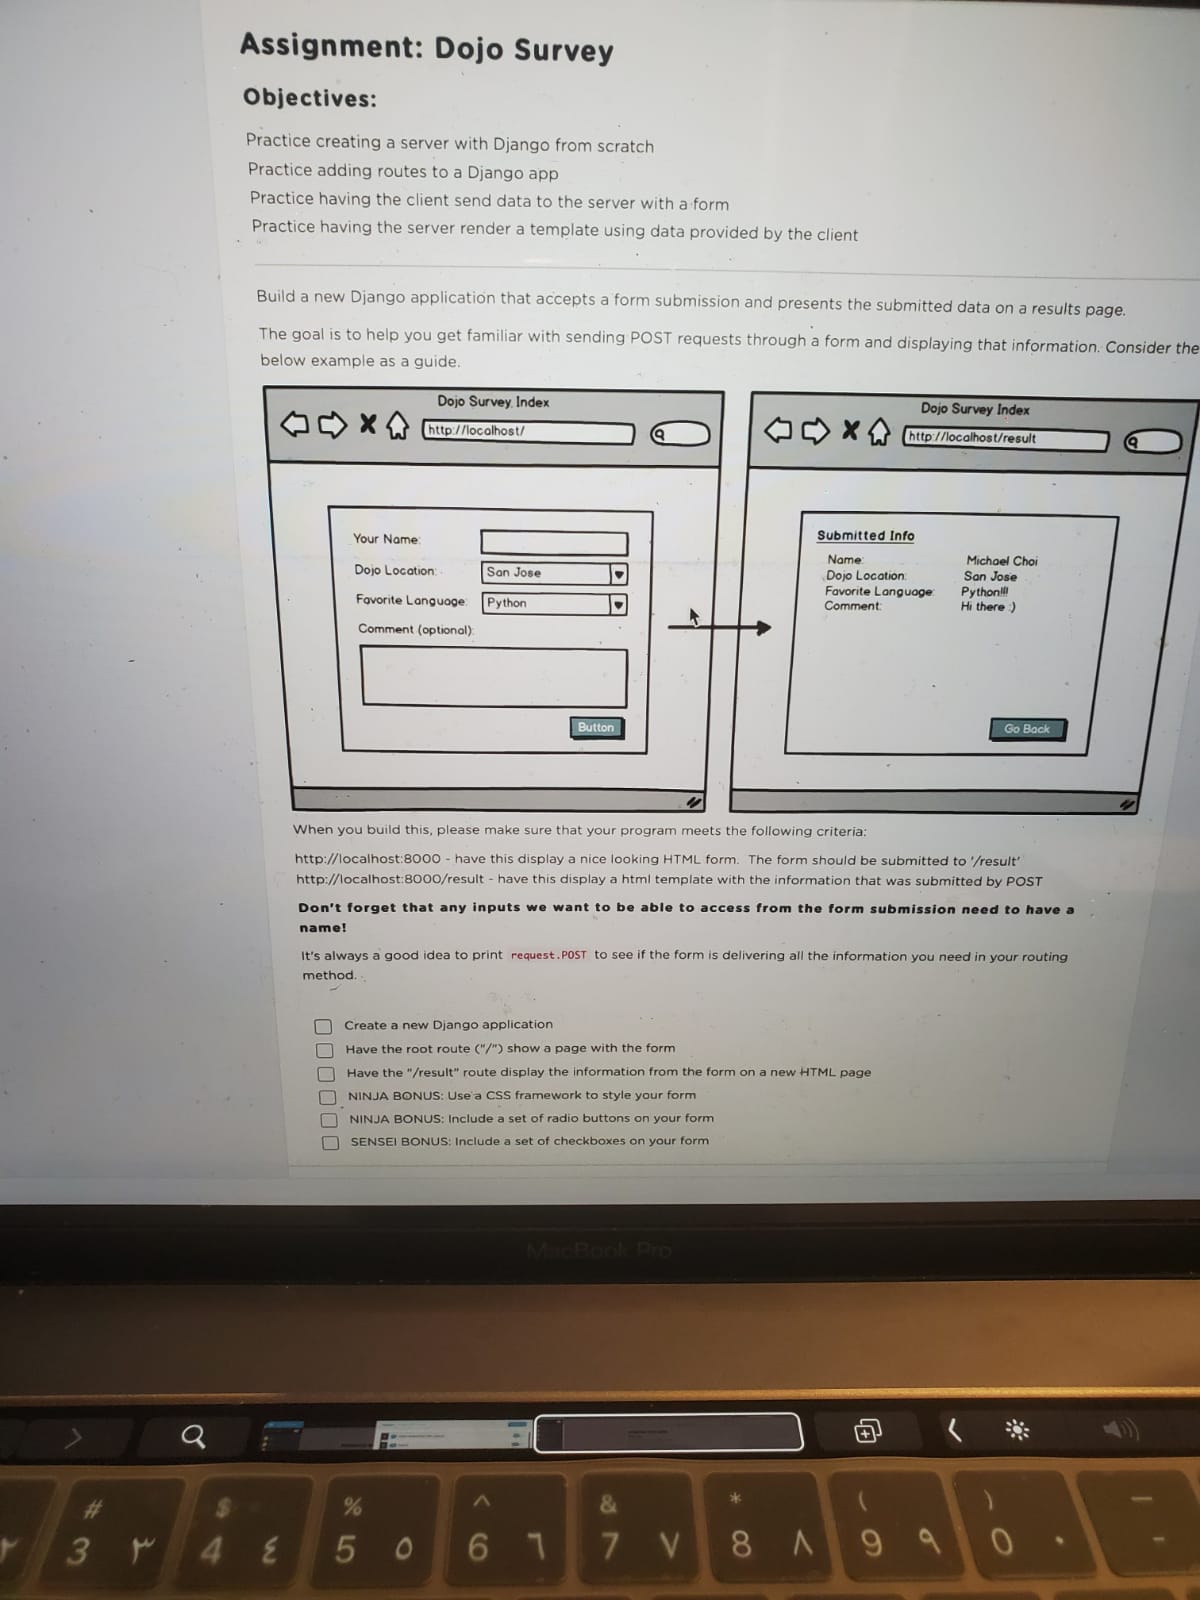 Assignment: Dojo Survey
Objectives:
Practice creating a server with Django from scratch
Practice adding routes to a Django app
Practice having the client send data to the server with a form
Practice having the server render a template using data provided by the client
Build a new Django application that accepts a form submission and presents the submitted data on a results page.
The goal is to help you get familiar with sending POST requests through a form and displaying that information. Consider the
below example as a guide.
Dojo Survey Index
http://localhost/
Your Name:
Dojo Location:
San Jose
Favorite Language:
Python
Comment (optional):
Button
Dojo Survey Index
http://localhost/result
Submitted Info
Name: Michael Choi
Dojo Location: San Jose
Favorite Language: Python!!!
Comment: Hi there :)
Go Back
When you build this, please make sure that your program meets the following criteria:
http://localhost:8000 - have this display a nice looking HTML form. The form should be submitted to '/result'
http://localhost:8000/result - have this display a html template with the information that was submitted by POST
Don't forget that any inputs we want to be able to access from the form submission need to have a
name!
It's always a good idea to print request.POST to see if the form is delivering all the information you need in your routing
method.
Create a new Django application
Have the root route ("/") show a page with the form
Have the "/result" route display the information from the form on a new HTML page
NINJA BONUS: Use a CSS framework to style your form
NINJA BONUS: Include a set of radio buttons on your form
SENSEI BONUS: Include a set of checkboxes on your form
MacBook Pro
# $ % ^ & * ( ) —
٢ 3 ٣ 4 ٤ 5 ٥ 6 ٦ 7 ٧ 8 ٨ 9 ٩ 0 ٠ -